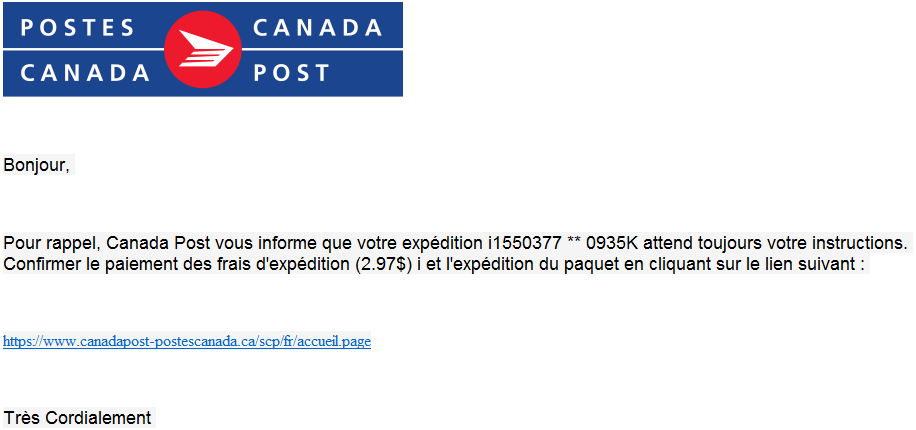 POSTES CANADA
CANADA POST
Bonjour,
Pour rappel, Canada Post vous informe que votre expédition i1550377 ** 0935K attend toujours votre instructions.
Confirmer le paiement des frais d'expédition (2.97$) i et l'expédition du paquet en cliquant sur le lien suivant :
https://www.canadapost-postescanada.ca/scp/fr/accueil.page
Très Cordialement